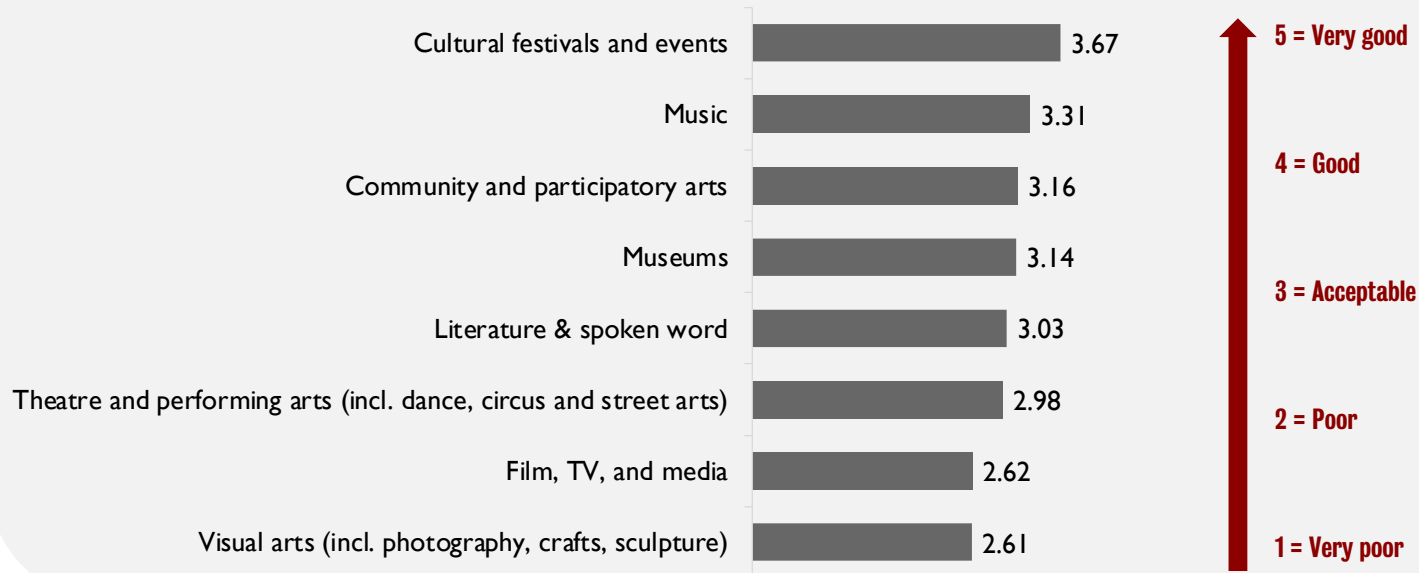 Cultural festivals and events 3.67
Music 3.31
Community and participatory arts 3.16
Museums 3.14
Literature & spoken word 3.03
Theatre and performing arts (incl. dance, circus and street arts) 2.98
Film, TV, and media 2.62
Visual arts (incl. photography, crafts, sculpture) 2.61
5 = Very good
4 = Good
3 = Acceptable
2 = Poor
1 = Very poor